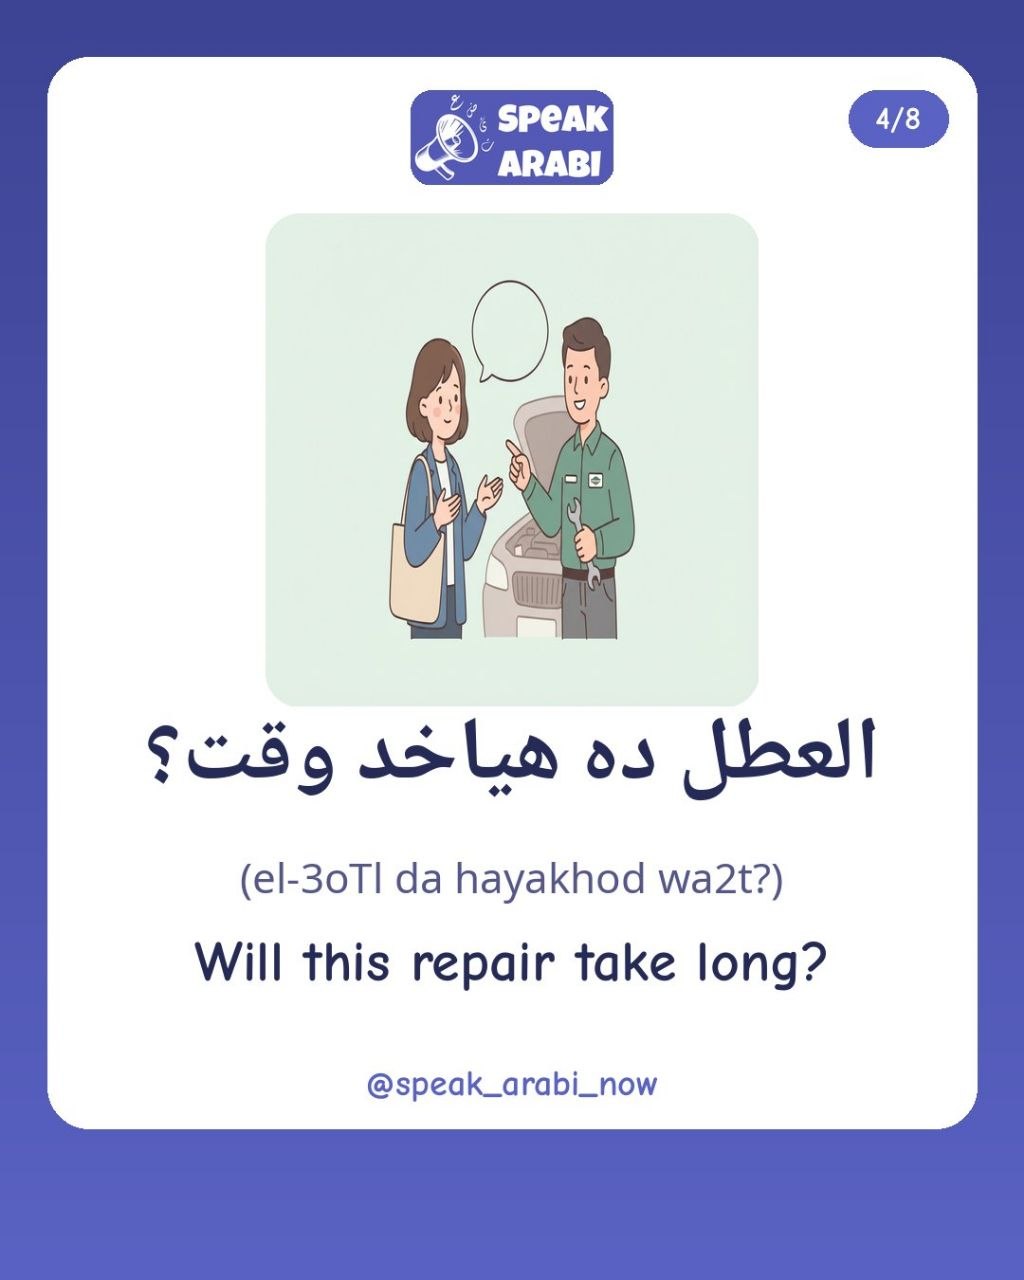 SPEAK
ARABI
4/8
العطل ده هياخد وقت؟
(el-3oTl da hayakhod wa2t?)
Will this repair take long?
@speak_arabi_now